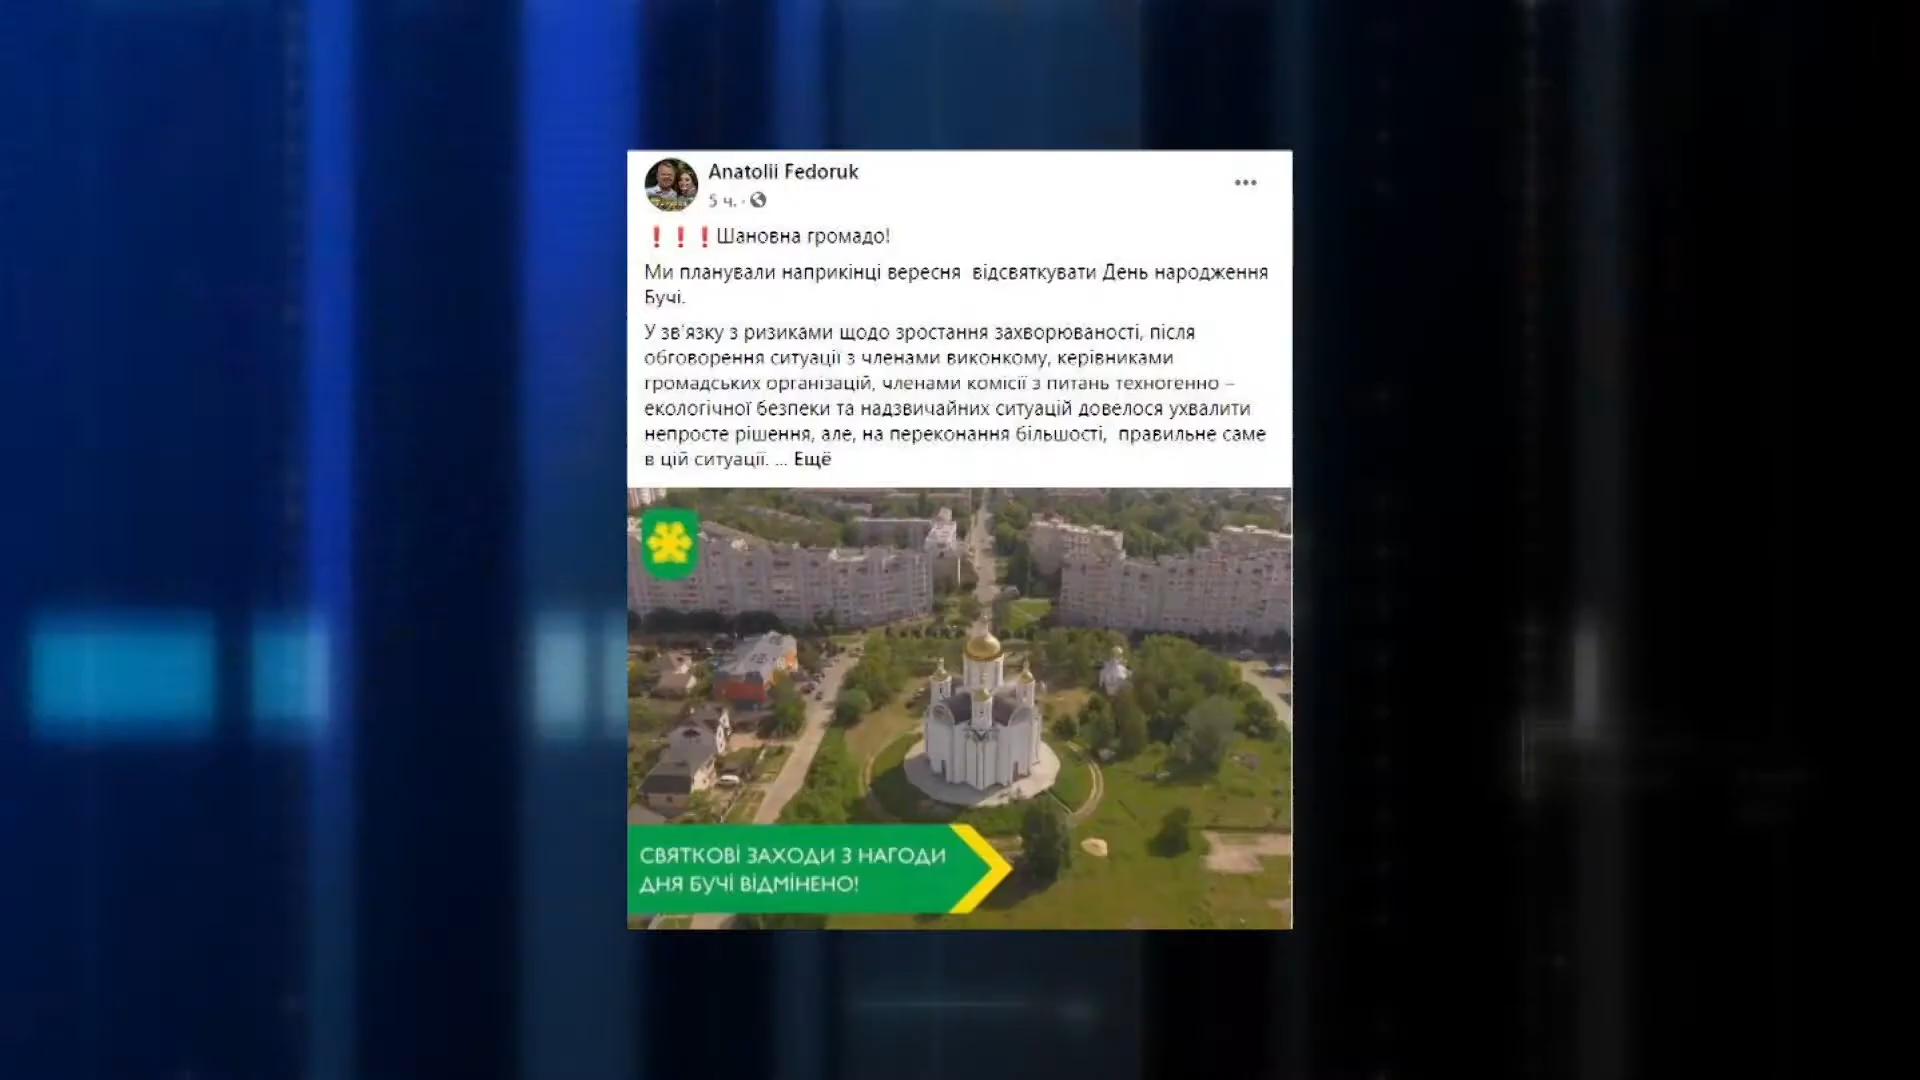 Anatolii Fedoruk
5 ч. ·
❗❗❗Шановна громадо!
Ми планували наприкінці вересня відсвяткувати День народження
Бучі.
У зв'язку з ризиками щодо зростання захворюваності, після
обговорення ситуації з членами виконкому, керівниками
громадських організацій, членами комісії з питань техногенно –
екологічної безпеки та надзвичайних ситуацій довелося ухвалити
непросте рішення, але, на переконання більшості, правильне саме
в цій ситуації. ... Ещё
СВЯТКОВІ ЗАХОДИ З НАГОДИ
ДНЯ БУЧІ ВІДМІНЕНО!